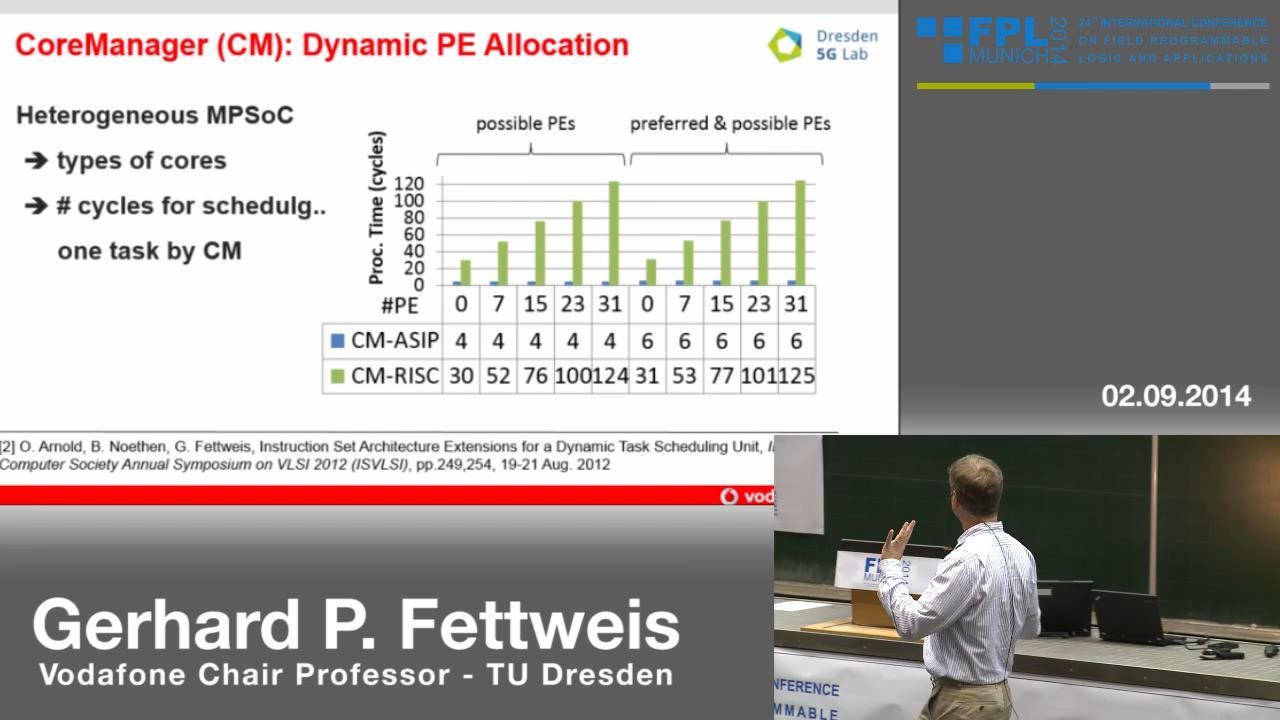 CoreManager (CM): Dynamic PE Allocation
Dresden
5G Lab
FPL
MUNICH
2014
24th INTERNATIONAL CONFERENCE
ON FIELD PROGRAMMABLE
LOGIC AND APPLICATIONS
Heterogeneous MPSoC
➔ types of cores
➔ # cycles for schedulg..
one task by CM
possible PEs
preferred & possible PEs
Proc. Time (cycles)
120
100
80
60
40
20
0
#PE 0 7 15 23 31 0 7 15 23 31
CM-ASIP 4 4 4 4 4 6 6 6 6 6
CM-RISC 30 52 76 100 124 31 53 77 101 125
02.09.2014
[2] O. Arnold, B. Noethen, G. Fettweis, Instruction Set Architecture Extensions for a Dynamic Task Scheduling Unit,
Computer Society Annual Symposium on VLSI 2012 (ISVLSI), pp.249,254, 19-21 Aug. 2012
vod
Gerhard P. Fettweis
Vodafone Chair Professor - TU Dresden
NFERENCE
MMABLE